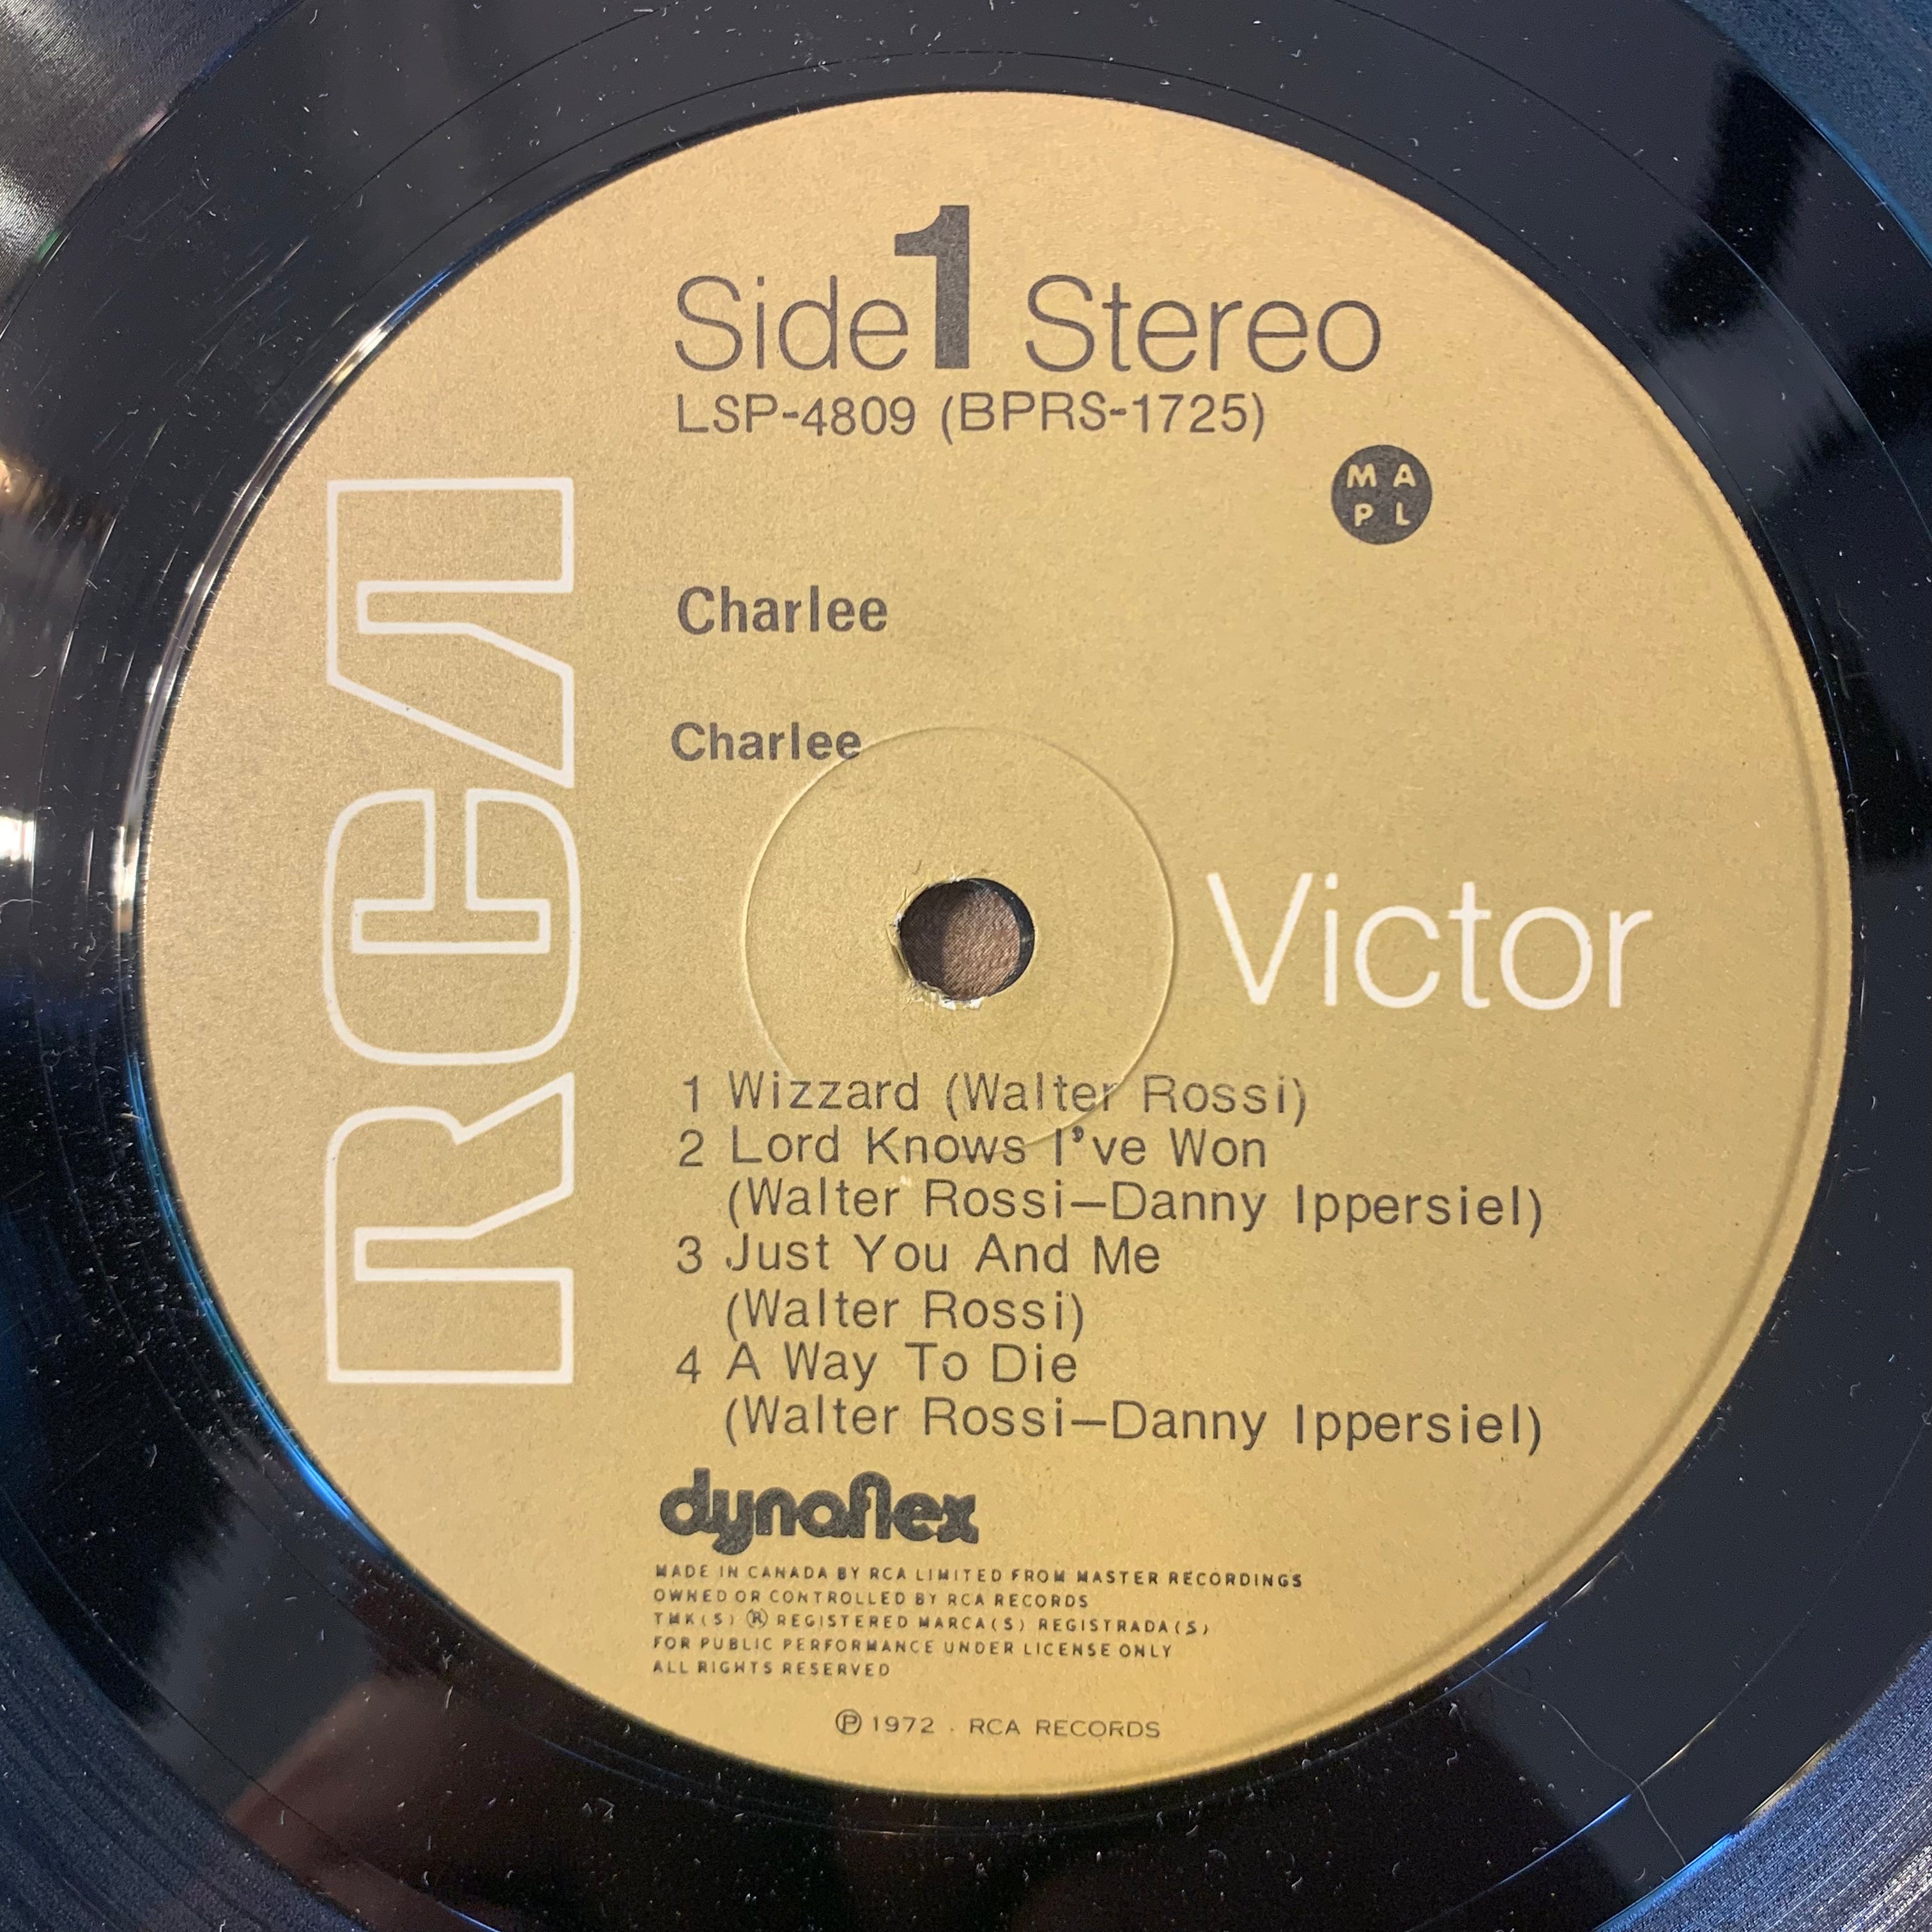 Side 1 Stereo
LSP-4809 (BPRS-1725)
M A
P L
Charlee
Charlee
RCA
Victor
1 Wizzard (Walter Rossi)
2 Lord Knows I've Won
(Walter Rossi—Danny Ippersiel)
3 Just You And Me
(Walter Rossi)
4 A Way To Die
(Walter Rossi—Danny Ippersiel)
dynaflex
MADE IN CANADA BY RCA LIMITED FROM MASTER RECORDINGS
OWNED OR CONTROLLED BY RCA RECORDS
TMK(S) ® REGISTERED MARCA(S) REGISTRADA(S)
FOR PUBLIC PERFORMANCE UNDER LICENSE ONLY
ALL RIGHTS RESERVED
℗ 1972 . RCA RECORDS